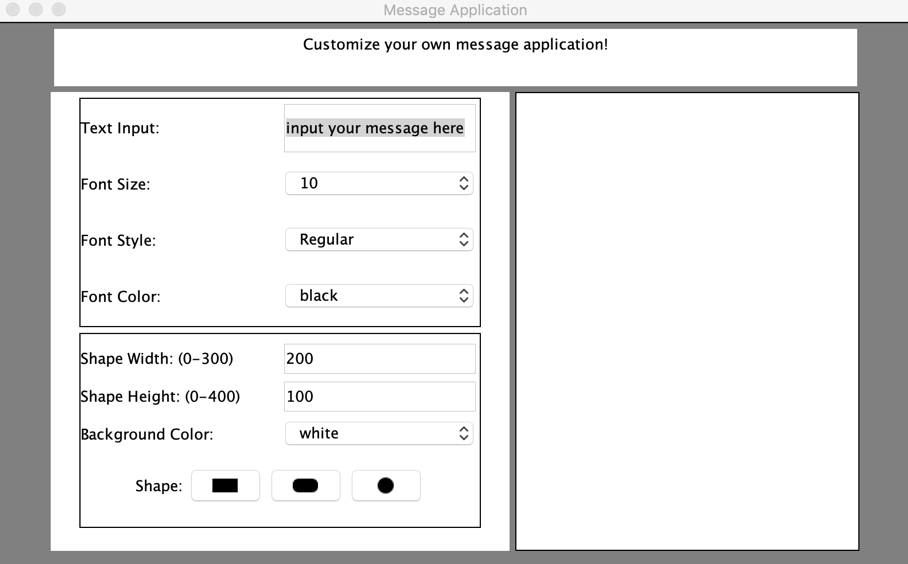 Message Application
Customize your own message application!
Text Input: input your message here
Font Size: 10
Font Style: Regular
Font Color: black
Shape Width: (0-300) 200
Shape Height: (0-400) 100
Background Color: white
Shape: